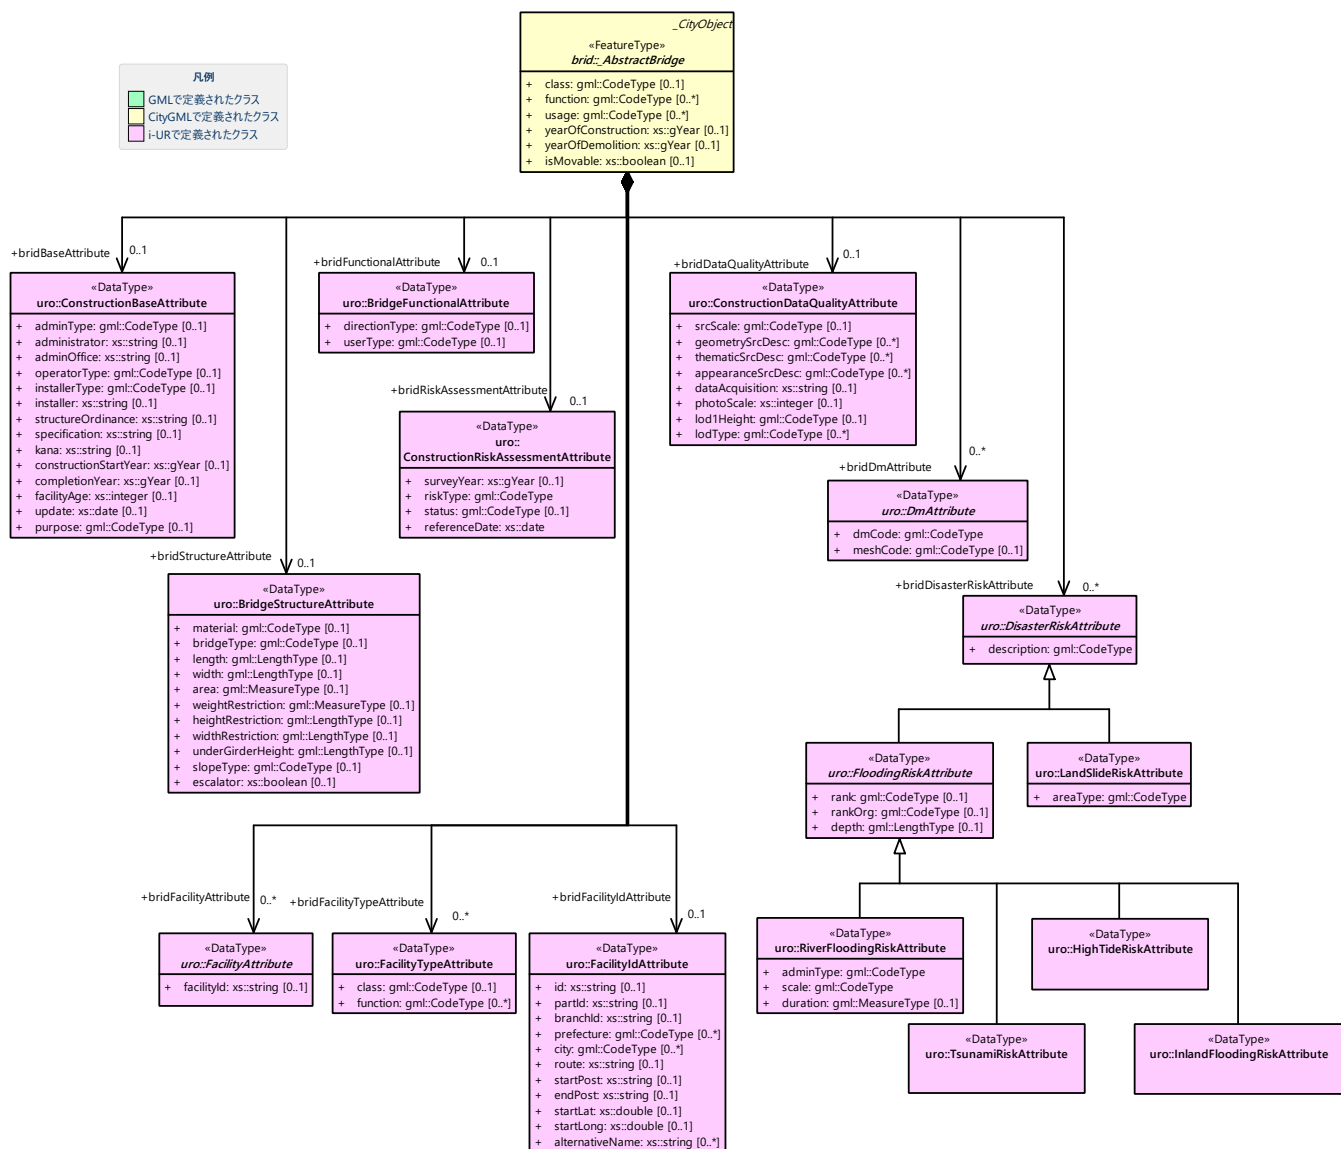 _CityObject
«FeatureType»
brid::_AbstractBridge
+ class: gml::CodeType [0..1]
+ function: gml::CodeType [0..*]
+ usage: gml::CodeType [0..*]
+ yearOfConstruction: xs::gYear [0..1]
+ yearOfDemolition: xs::gYear [0..1]
+ isMovable: xs::boolean [0..1]
凡例
GMLで定義されたクラス
CityGMLで定義されたクラス
i-URで定義されたクラス
+bridBaseAttribute
0..1
«DataType»
uro::ConstructionBaseAttribute
+ adminType: gml::CodeType [0..1]
+ administrator: xs::string [0..1]
+ adminOffice: xs::string [0..1]
+ operatorType: gml::CodeType [0..1]
+ installerType: gml::CodeType [0..1]
+ installer: xs::string [0..1]
+ structureOrdinance: xs::string [0..1]
+ specification: xs::string [0..1]
+ kana: xs::string [0..1]
+ constructionStartYear: xs::gYear [0..1]
+ completionYear: xs::gYear [0..1]
+ facilityAge: xs::integer [0..1]
+ update: xs::date [0..1]
+ purpose: gml::CodeType [0..1]
+bridFunctionalAttribute
0..1
«DataType»
uro::BridgeFunctionalAttribute
+ directionType: gml::CodeType [0..1]
+ userType: gml::CodeType [0..1]
+bridRiskAssessmentAttribute
0..1
«DataType»
uro::
ConstructionRiskAssessmentAttribute
+ surveyYear: xs::gYear [0..1]
+ riskType: gml::CodeType
+ status: gml::CodeType [0..1]
+ referenceDate: xs::date
+bridDataQualityAttribute
0..1
«DataType»
uro::ConstructionDataQualityAttribute
+ srcScale: gml::CodeType [0..1]
+ geometrySrcDesc: gml::CodeType [0..*]
+ thematicSrcDesc: gml::CodeType [0..*]
+ appearanceSrcDesc: gml::CodeType [0..*]
+ dataAcquisition: xs::string [0..1]
+ photoScale: xs::integer [0..1]
+ lod1Height: gml::CodeType [0..1]
+ lodType: gml::CodeType [0..*]
+bridDmAttribute
0..*
«DataType»
uro::DmAttribute
+ dmCode: gml::CodeType
+ meshCode: gml::CodeType [0..1]
+bridStructureAttribute
0..1
«DataType»
uro::BridgeStructureAttribute
+ material: gml::CodeType [0..1]
+ bridgeType: gml::CodeType [0..1]
+ length: gml::LengthType [0..1]
+ width: gml::LengthType [0..1]
+ area: gml::MeasureType [0..1]
+ weightRestriction: gml::MeasureType [0..1]
+ heightRestriction: gml::LengthType [0..1]
+ widthRestriction: gml::LengthType [0..1]
+ underGirderHeight: gml::LengthType [0..1]
+ slopeType: gml::CodeType [0..1]
+ escalator: xs::boolean [0..1]
+bridDisasterRiskAttribute
0..*
«DataType»
uro::DisasterRiskAttribute
+ description: gml::CodeType
«DataType»
uro::FloodingRiskAttribute
+ rank: gml::CodeType [0..1]
+ rankOrg: gml::CodeType [0..1]
+ depth: gml::LengthType [0..1]
«DataType»
uro::LandSlideRiskAttribute
+ areaType: gml::CodeType
+bridFacilityAttribute
0..*
«DataType»
uro::FacilityAttribute
+ facilityId: xs::string [0..1]
+bridFacilityTypeAttribute
0..*
«DataType»
uro::FacilityTypeAttribute
+ class: gml::CodeType [0..1]
+ function: gml::CodeType [0..*]
+bridFacilityIdAttribute
0..1
«DataType»
uro::FacilityIdAttribute
+ id: xs::string [0..1]
+ partId: xs::string [0..1]
+ branchId: xs::string [0..1]
+ prefecture: gml::CodeType [0..*]
+ city: gml::CodeType [0..*]
+ route: xs::string [0..1]
+ startPost: xs::string [0..1]
+ endPost: xs::string [0..1]
+ startLat: xs::double [0..1]
+ startLong: xs::double [0..1]
+ alternativeName: xs::string [0..*]
«DataType»
uro::RiverFloodingRiskAttribute
+ adminType: gml::CodeType
+ scale: gml::CodeType
+ duration: gml::MeasureType [0..1]
«DataType»
uro::HighTideRiskAttribute
«DataType»
uro::TsunamiRiskAttribute
«DataType»
uro::InlandFloodingRiskAttribute